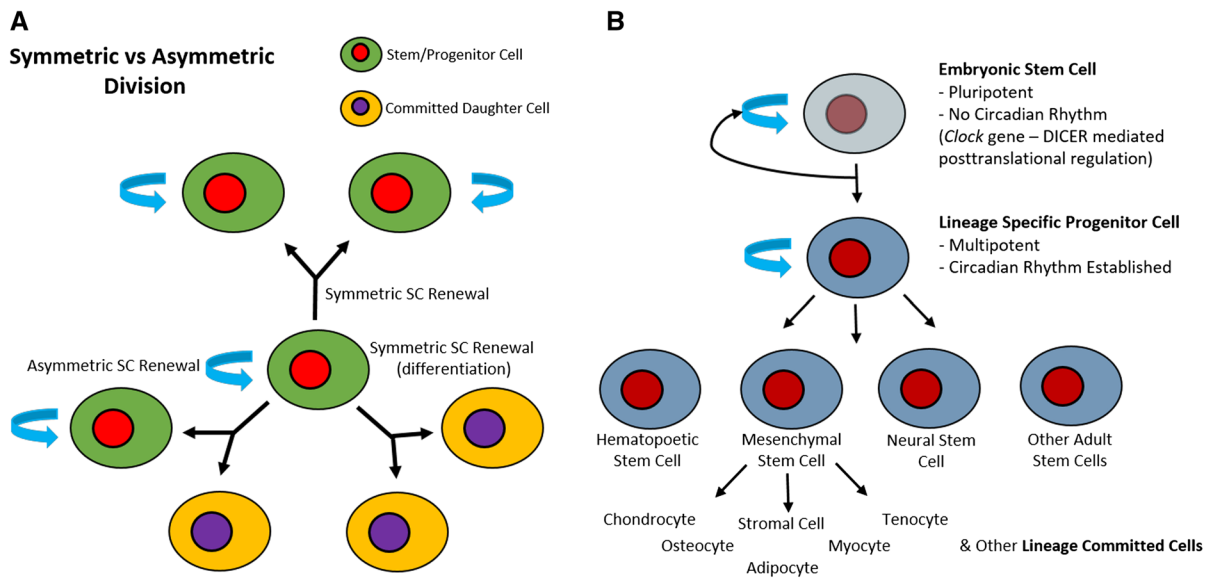 A
Symmetric vs Asymmetric
Division
Stem/Progenitor Cell
Committed Daughter Cell
Symmetric SC Renewal
Asymmetric SC Renewal
Symmetric SC Renewal
(differentiation)
B
Embryonic Stem Cell
- Pluripotent
- No Circadian Rhythm
(Clock gene – DICER mediated
posttranslational regulation)
Lineage Specific Progenitor Cell
- Multipotent
- Circadian Rhythm Established
Hematopoetic
Stem Cell
Mesenchymal
Stem Cell
Neural Stem
Cell
Other Adult
Stem Cells
Chondrocyte
Osteocyte
Stromal Cell
Adipocyte
Myocyte
Tenocyte
& Other Lineage Committed Cells